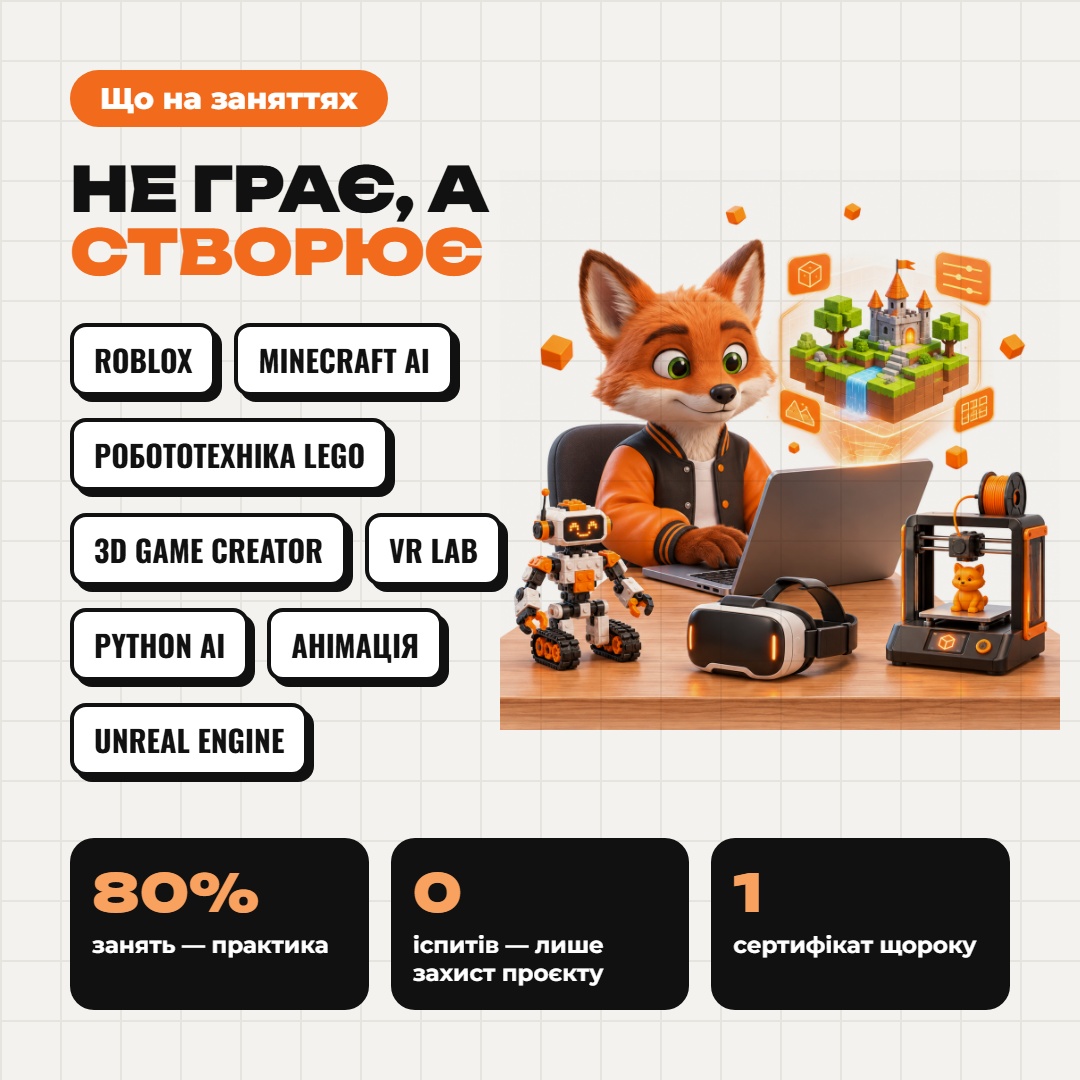 Що на заняттях
НЕ ГРАЄ, А
СТВОРЮЄ
ROBLOX
MINECRAFT AI
РОБОТОТЕХНІКА LEGO
3D GAME CREATOR
VR LAB
PYTHON AI
АНІМАЦІЯ
UNREAL ENGINE
80%
занять — практика
0
іспитів — лише
захист проєкту
1
сертифікат щороку